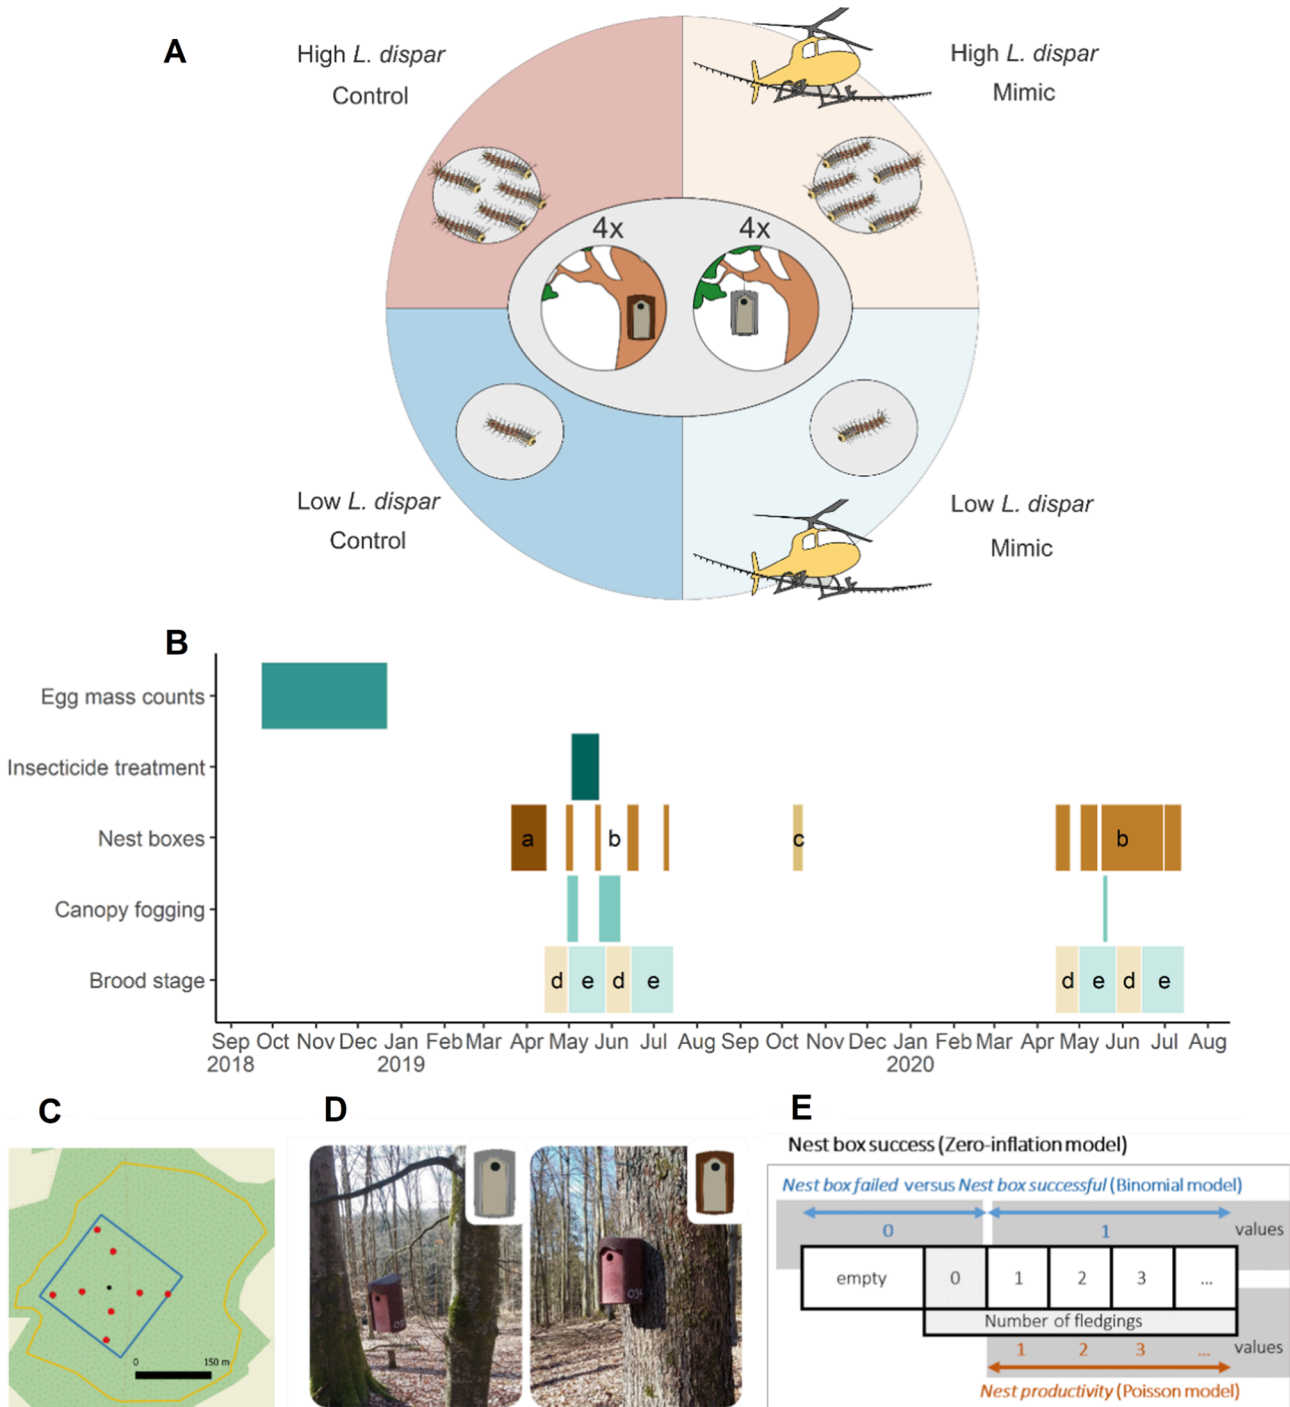 A
High L. dispar
Control
High L. dispar
Mimic
4x
4x
Low L. dispar
Control
Low L. dispar
Mimic
B
Egg mass counts
Insecticide treatment
Nest boxes
a
b
c
b
Canopy fogging
Brood stage
d
e
d
e
d
e
d
e
Sep Oct Nov Dec Jan Feb Mar Apr May Jun Jul Aug Sep Oct Nov Dec Jan Feb Mar Apr May Jun Jul Aug
2018 2019 2020
C
0 150 m
D
E
Nest box success (Zero-inflation model)
Nest box failed versus Nest box successful (Binomial model)
0 1 values
empty 0 1 2 3 ...
Number of fledgings
1 2 3 ... values
Nest productivity (Poisson model)